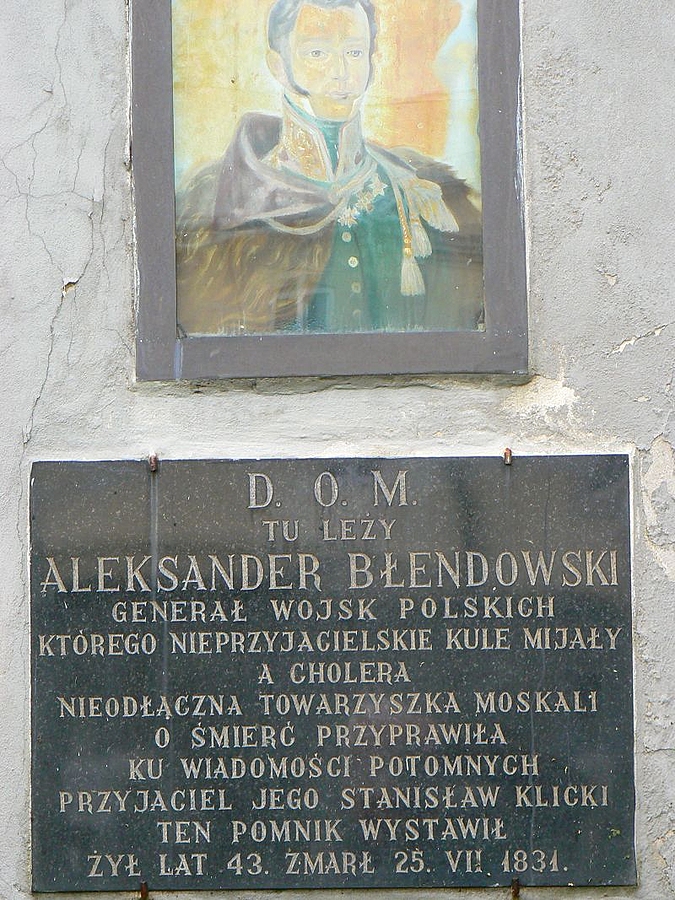 D. O. M.
TU LEZY
ALEKSANDER BŁENDOWSKI
GENERAŁ WOJSK POLSKICH
KTÓREGO NIEPRZYJACIELSKIE KULE MIJAŁY
A CHOLERA
NIEODŁĄCZNA TOWARZYSZKA MOSKALI
O ŚMIERĆ PRZYPRAWIŁA
KU WIADOMOŚCI POTOMNYCH
PRZYJACIEL JEGO STANISŁAW KLICKI
TEN POMNIK WYSTAWIŁ
ŻYŁ LAT 43. ZMARŁ 25. VII 1831.